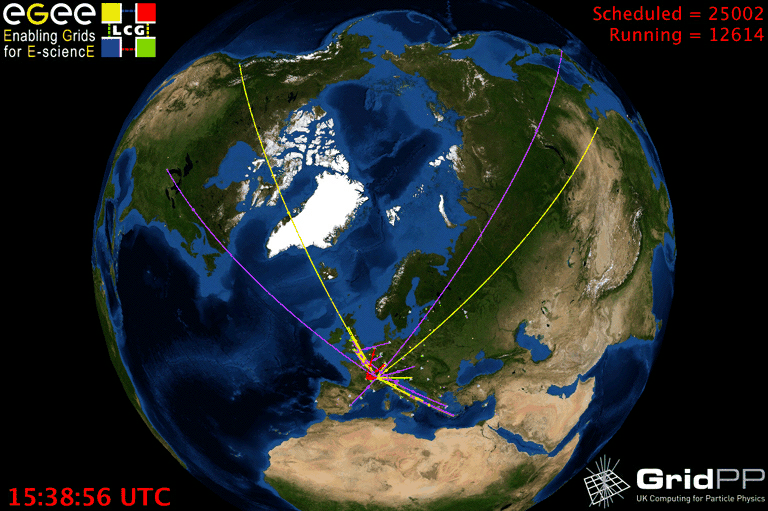 eGee
Enabling Grids
for E-sciencE
LCG
Scheduled = 25002
Running = 12614
15:38:56 UTC
GridPP
UK Computing for Particle Physics